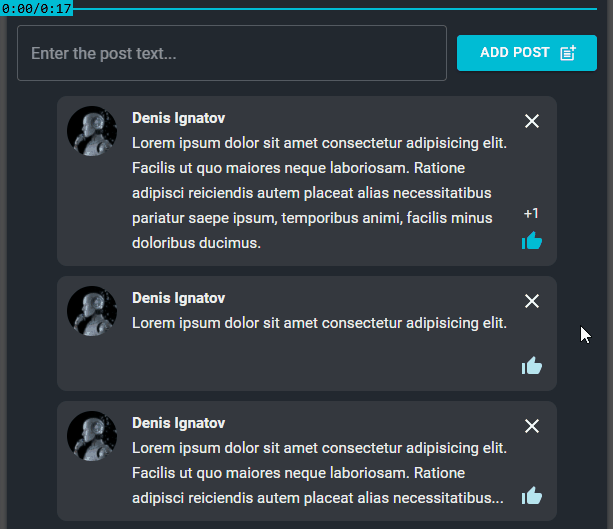 0:00/0:17
Enter the post text...
ADD POST
Denis Ignatov
Lorem ipsum dolor sit amet consectetur adipisicing elit.
Facilis ut quo maiores neque laboriosam. Ratione
adipisci reiciendis autem placeat alias necessitatibus
pariatur saepe ipsum, temporibus animi, facilis minus
doloribus ducimus.
+1
Denis Ignatov
Lorem ipsum dolor sit amet consectetur adipisicing elit.
Denis Ignatov
Lorem ipsum dolor sit amet consectetur adipisicing elit.
Facilis ut quo maiores neque laboriosam. Ratione
adipisci reiciendis autem placeat alias necessitatibus...